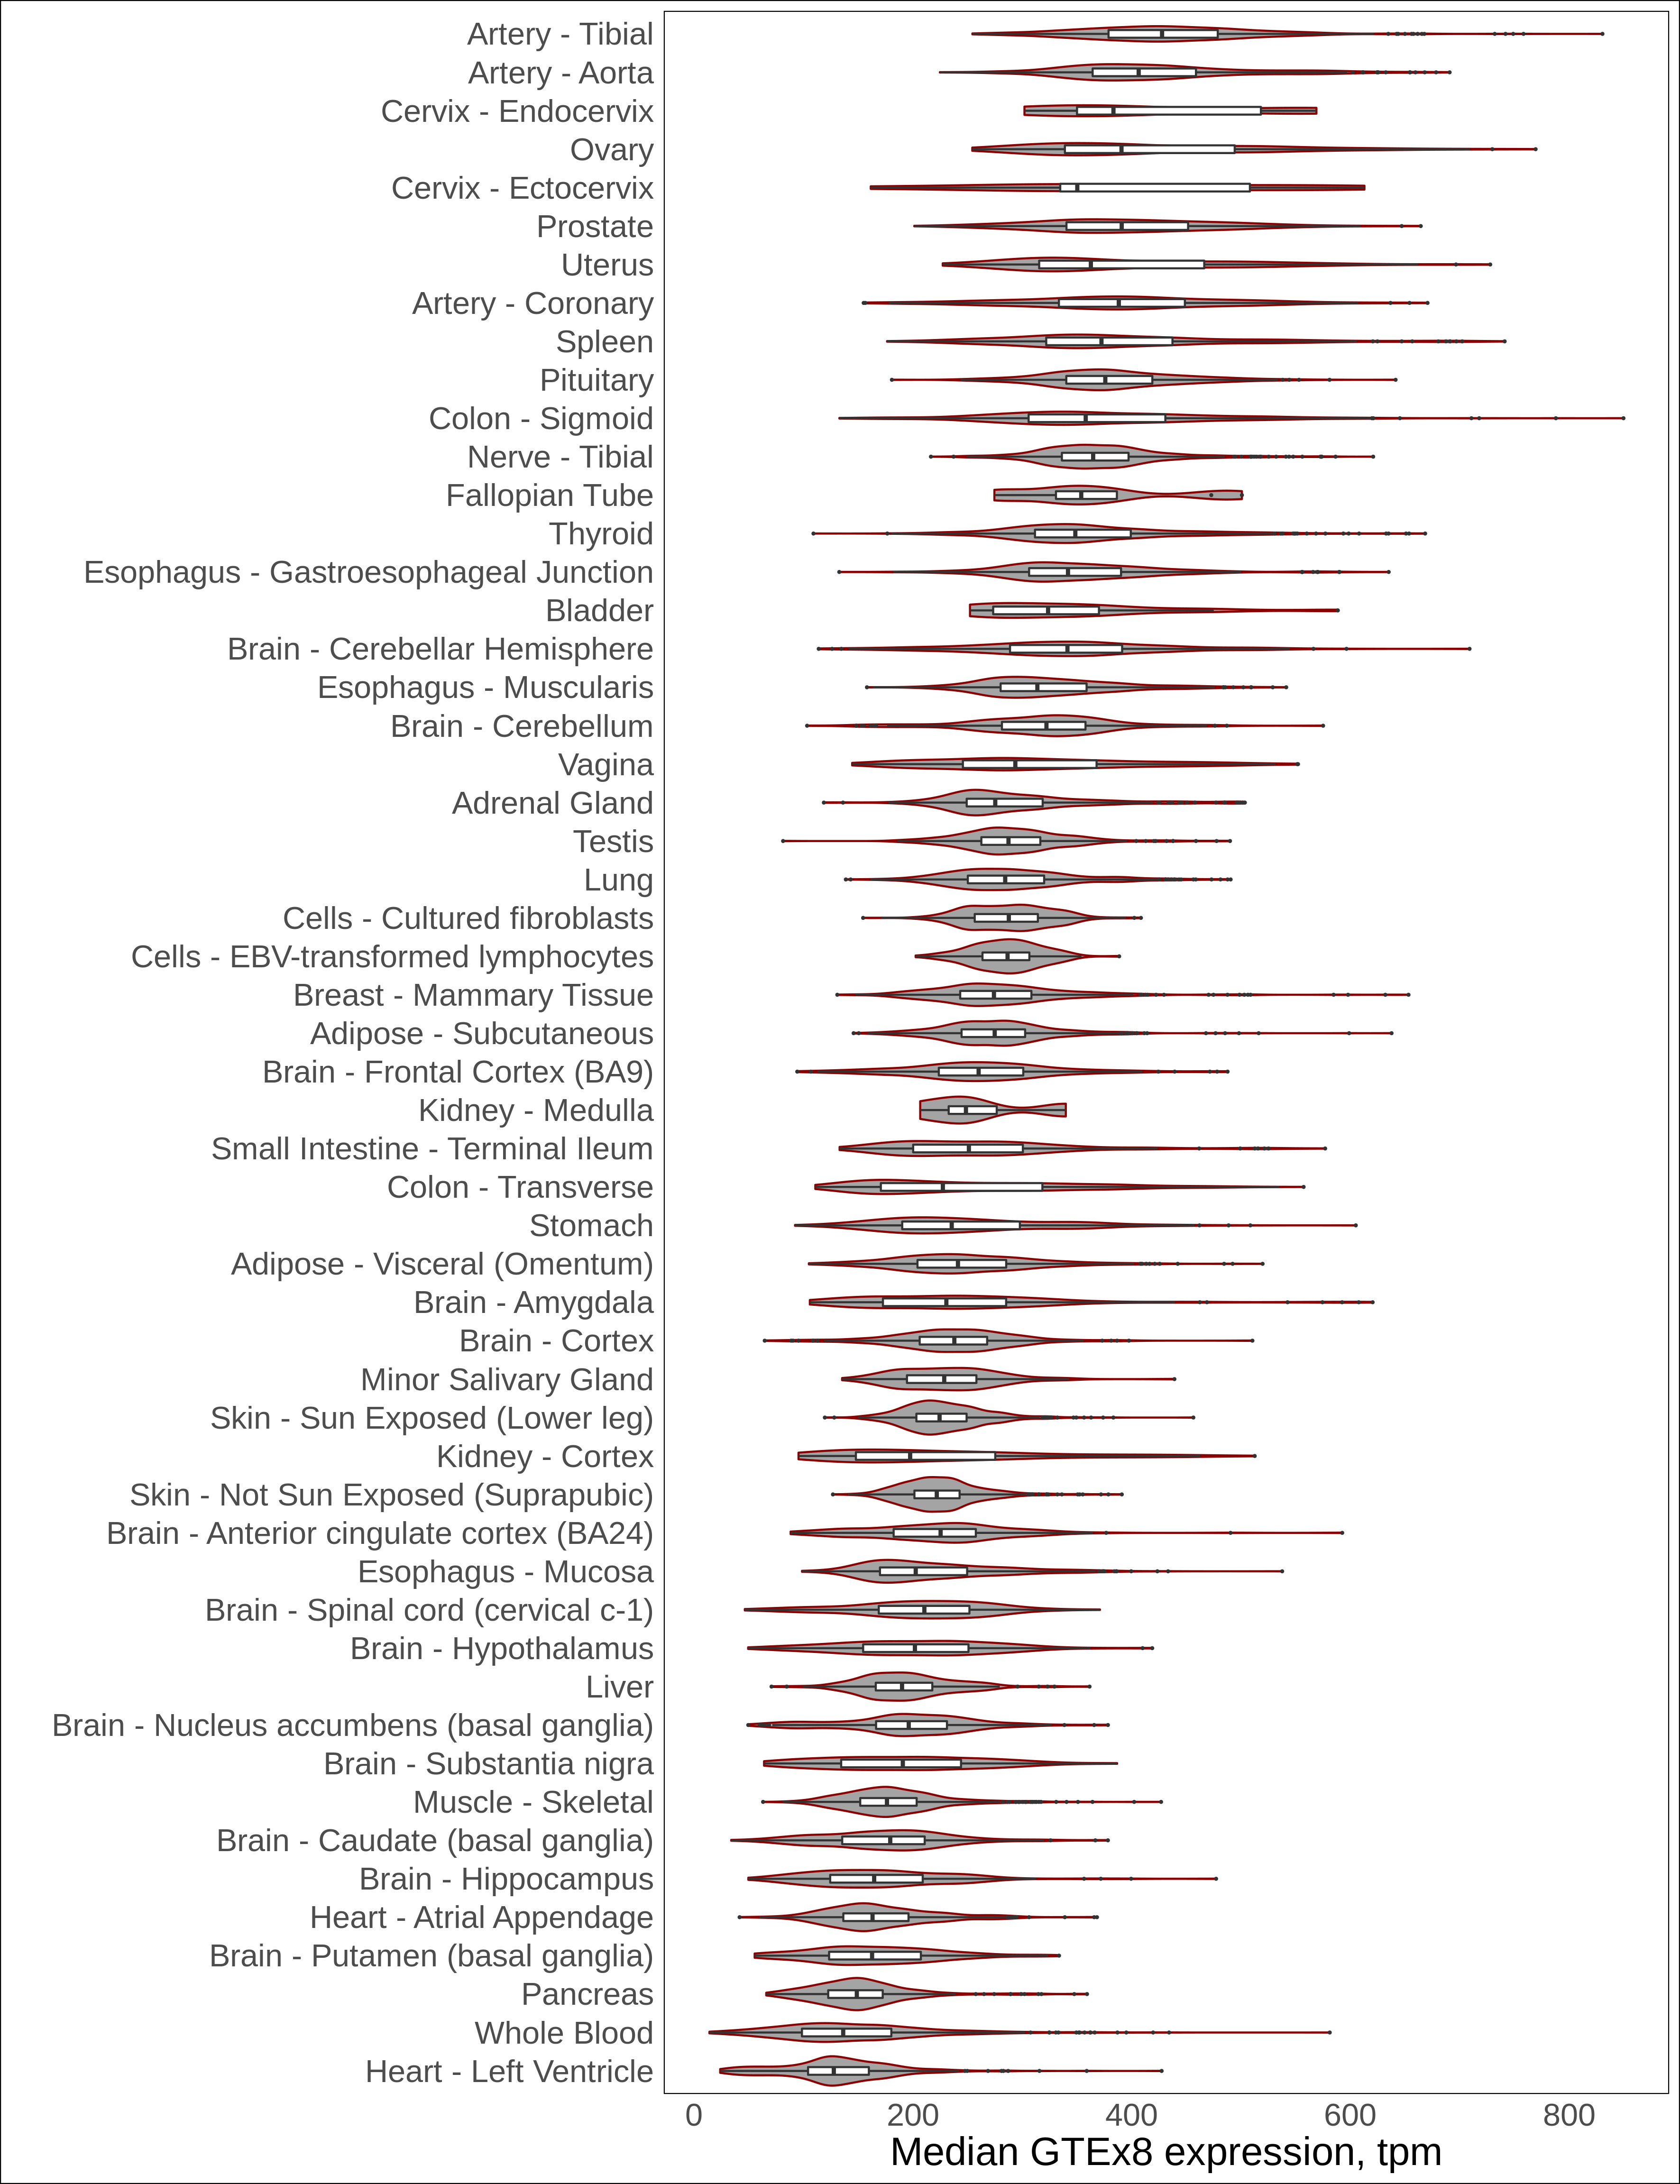 Artery - Tibial
Artery - Aorta
Cervix - Endocervix
Ovary
Cervix - Ectocervix
Prostate
Uterus
Artery - Coronary
Spleen
Pituitary
Colon - Sigmoid
Nerve - Tibial
Fallopian Tube
Thyroid
Esophagus - Gastroesophageal Junction
Bladder
Brain - Cerebellar Hemisphere
Esophagus - Muscularis
Brain - Cerebellum
Vagina
Adrenal Gland
Testis
Lung
Cells - Cultured fibroblasts
Cells - EBV-transformed lymphocytes
Breast - Mammary Tissue
Adipose - Subcutaneous
Brain - Frontal Cortex (BA9)
Kidney - Medulla
Small Intestine - Terminal Ileum
Colon - Transverse
Stomach
Adipose - Visceral (Omentum)
Brain - Amygdala
Brain - Cortex
Minor Salivary Gland
Skin - Sun Exposed (Lower leg)
Kidney - Cortex
Skin - Not Sun Exposed (Suprapubic)
Brain - Anterior cingulate cortex (BA24)
Esophagus - Mucosa
Brain - Spinal cord (cervical c-1)
Brain - Hypothalamus
Liver
Brain - Nucleus accumbens (basal ganglia)
Brain - Substantia nigra
Muscle - Skeletal
Brain - Caudate (basal ganglia)
Brain - Hippocampus
Heart - Atrial Appendage
Brain - Putamen (basal ganglia)
Pancreas
Whole Blood
Heart - Left Ventricle
0 200 400 600 800
Median GTEx8 expression, tpm